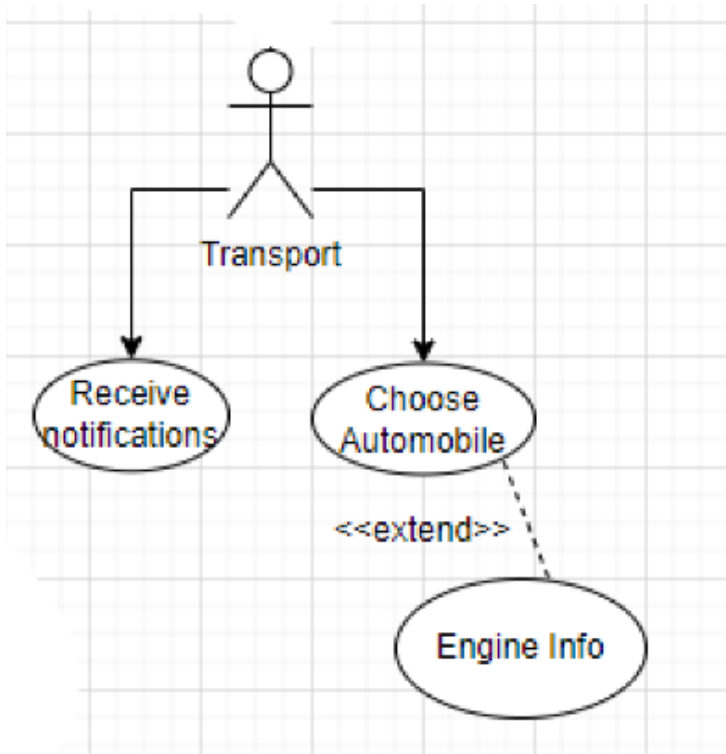 Transport
Receive
notifications
Choose
Automobile
<<extend>>
Engine Info